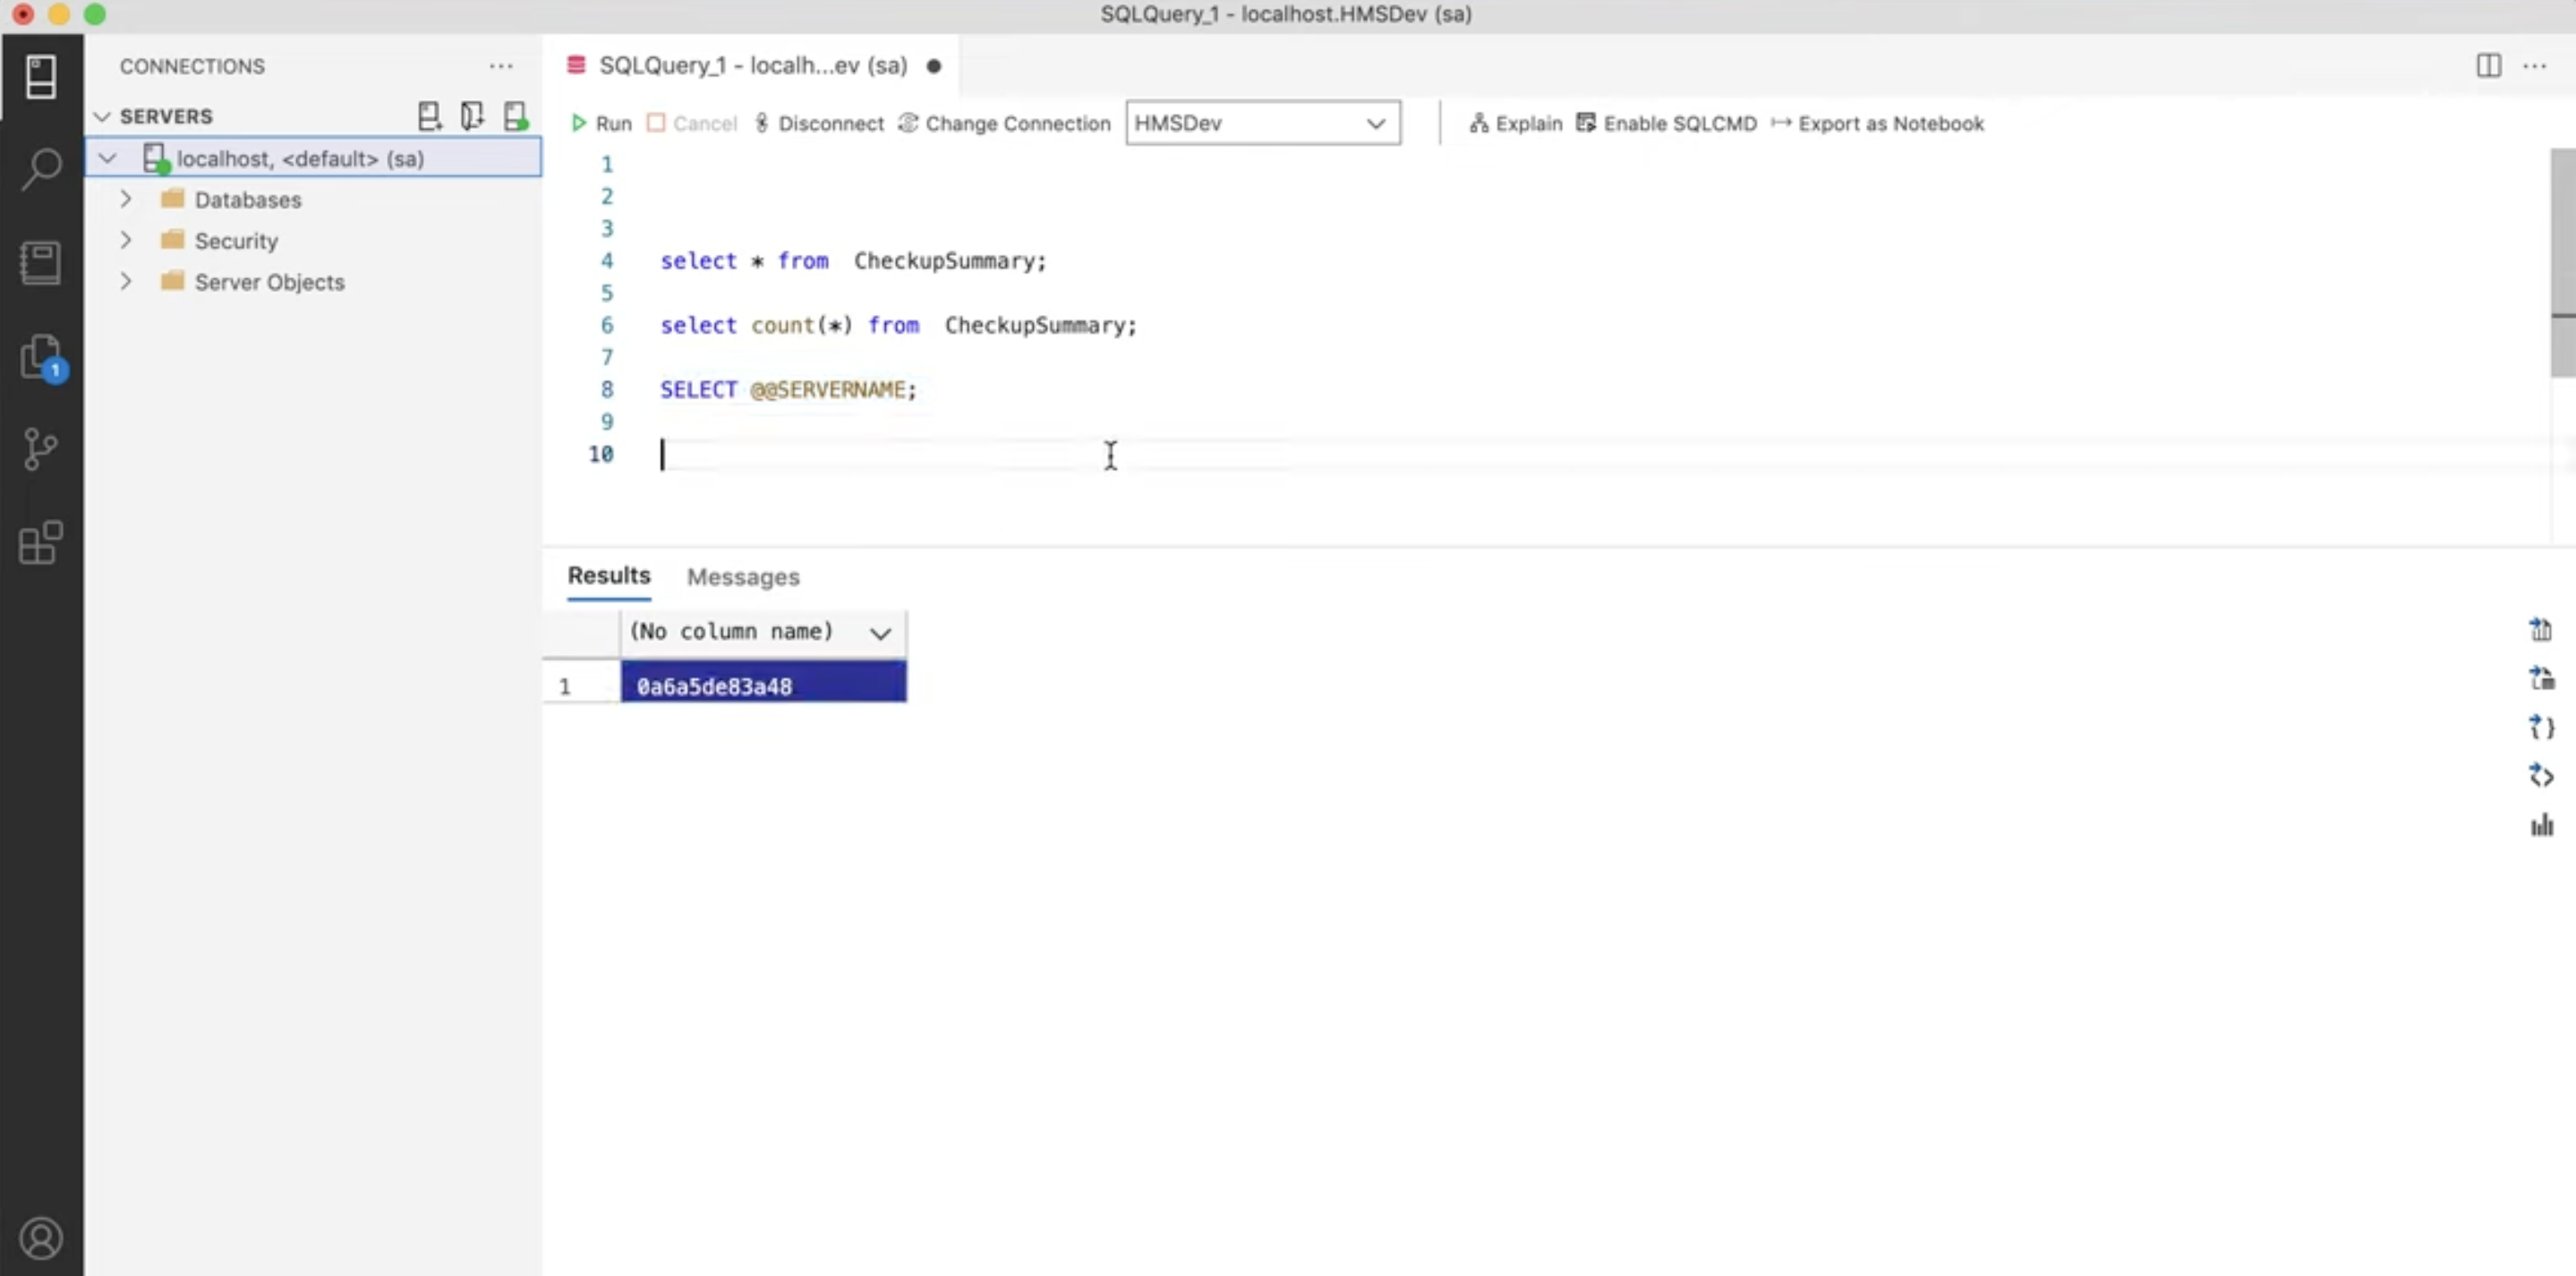 SQLQuery_1 - localhost.HMSDev (sa)
CONNECTIONS
SERVERS
localhost, <default> (sa)
Databases
Security
Server Objects
1
SQLQuery_1 - localh...ev (sa)
Run Cancel Disconnect Change Connection HMSDev Explain Enable SQLCMD Export as Notebook
1
2
3
4 select * from  CheckupSummary;
5
6 select count(*) from  CheckupSummary;
7
8 SELECT @@SERVERNAME;
9
10
Results Messages
(No column name)
1 0a6a5de83a48